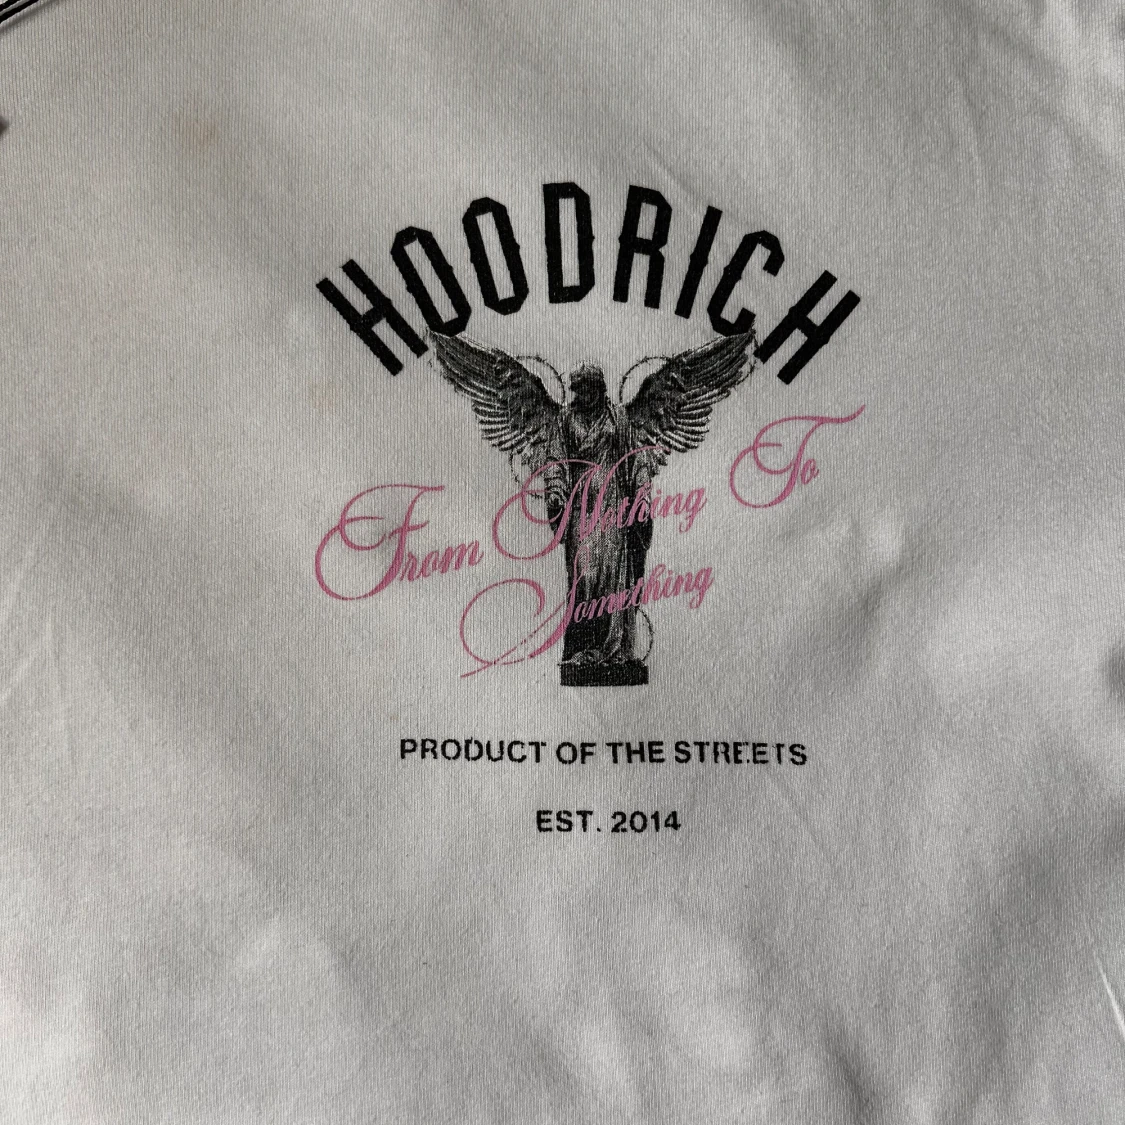 HOODRICH
From Nothing To
Something
PRODUCT OF THE STREETS
EST. 2014